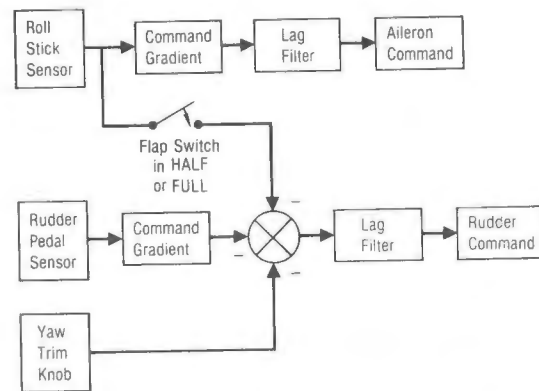 Roll
Stick
Sensor
Command
Gradient
Lag
Filter
Aileron
Command
Flap Switch
in HALF
or FULL
Rudder
Pedal
Sensor
Command
Gradient
Lag
Filter
Rudder
Command
Yaw
Trim
Knob